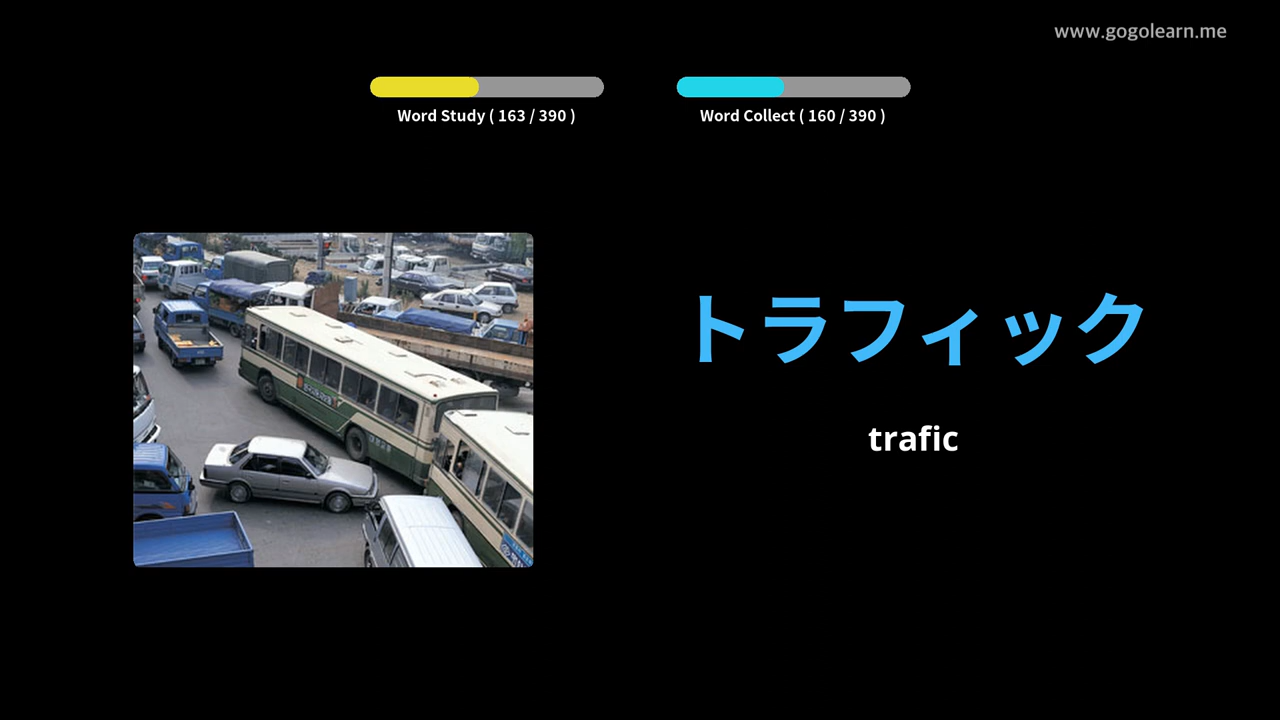 www.gogolearn.me
Word Study ( 163 / 390 )
Word Collect ( 160 / 390 )
トラフィック
trafic